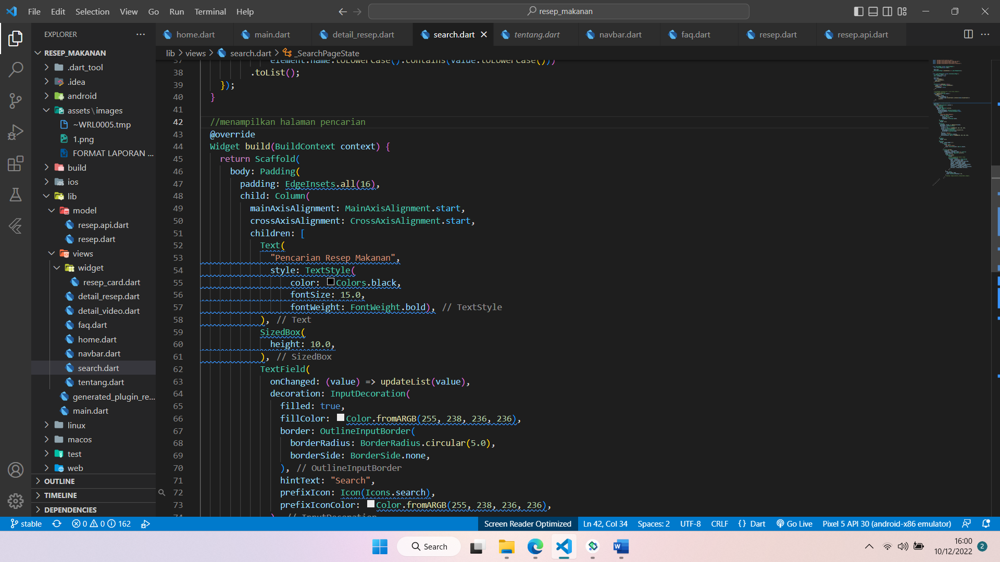 File Edit Selection View Go Run Terminal Help
resep_makanan
EXPLORER
home.dart
main.dart
detail_resep.dart
search.dart
tentang.dart
navbar.dart
faq.dart
resep.dart
resep.api.dart
lib > views > search.dart > _SearchPageState
RESEP_MAKANAN
.dart_tool
.idea
android
assets\images
~WRL0005.tmp
1.png
FORMAT LAPORAN ...
build
ios
lib
model
resep.api.dart
resep.dart
views
widget
resep_card.dart
detail_resep.dart
detail_video.dart
faq.dart
home.dart
navbar.dart
search.dart
tentang.dart
generated_plugin_re...
main.dart
linux
macos
test
web
OUTLINE
TIMELINE
DEPENDENCIES
37 element.name.toLowerCase().contains(value.toLowerCase()))
38 .toList();
39 });
40 }
41
42 //menampilkan halaman pencarian
43 @override
44 Widget build(BuildContext context) {
45 return Scaffold(
46 body: Padding(
47 padding: EdgeInsets.all(16),
48 child: Column(
49 mainAxisAlignment: MainAxisAlignment.start,
50 crossAxisAlignment: CrossAxisAlignment.start,
51 children: [
52 Text(
53 "Pencarian Resep Makanan",
54 style: TextStyle(
55 color: Colors.black,
56 fontSize: 15.0,
57 fontWeight: FontWeight.bold), // TextStyle
58 ), // Text
59 SizedBox(
60 height: 10.0,
61 ), // SizedBox
62 TextField(
63 onChanged: (value) => updateList(value),
64 decoration: InputDecoration(
65 filled: true,
66 fillColor: Color.fromARGB(255, 238, 236, 236),
67 border: OutlineInputBorder(
68 borderRadius: BorderRadius.circular(5.0),
69 borderSide: BorderSide.none,
70 ), // OutlineInputBorder
71 hintText: "Search",
72 prefixIcon: Icon(Icons.search),
73 prefixIconColor: Color.fromARGB(255, 238, 236, 236),
74 ), // InputDecoration
stable 0 0 162
Screen Reader Optimized Ln 42, Col 34 Spaces: 2 UTF-8 CRLF {} Dart Go Live Pixel 5 API 30 (android-x86 emulator)
Search
16:00
10/12/2022
2